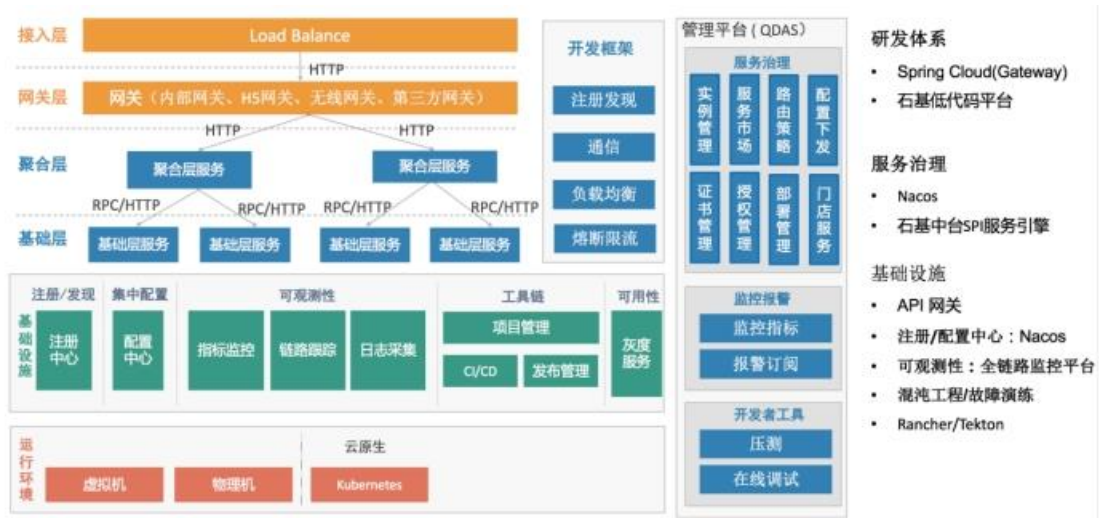 接入层
Load Balance
HTTP
网关层
网关（内部网关、H5网关、无线网关、第三方网关）
HTTP
HTTP
聚合层
聚合层服务
聚合层服务
RPC/HTTP
RPC/HTTP
RPC/HTTP
RPC/HTTP
基础层
基础层服务
基础层服务
基础层服务
基础层服务
开发框架
注册发现
通信
负载均衡
熔断限流
基础设施
注册/发现
注册中心
集中配置
配置中心
可观测性
指标监控
链路跟踪
日志采集
工具链
项目管理
CI/CD
发布管理
可用性
灰度服务
运行环境
虚拟机
物理机
云原生
Kubernetes
管理平台（QDAS）
服务治理
实例管理
服务市场
路由策略
配置下发
证书管理
授权管理
部署管理
门店服务
监控报警
监控指标
报警订阅
开发者工具
压测
在线调试
研发体系
• Spring Cloud(Gateway)
• 石基低代码平台
服务治理
• Nacos
• 石基中台SPI服务引擎
基础设施
• API 网关
• 注册/配置中心：Nacos
• 可观测性：全链路监控平台
• 混沌工程/故障演练
• Rancher/Tekton